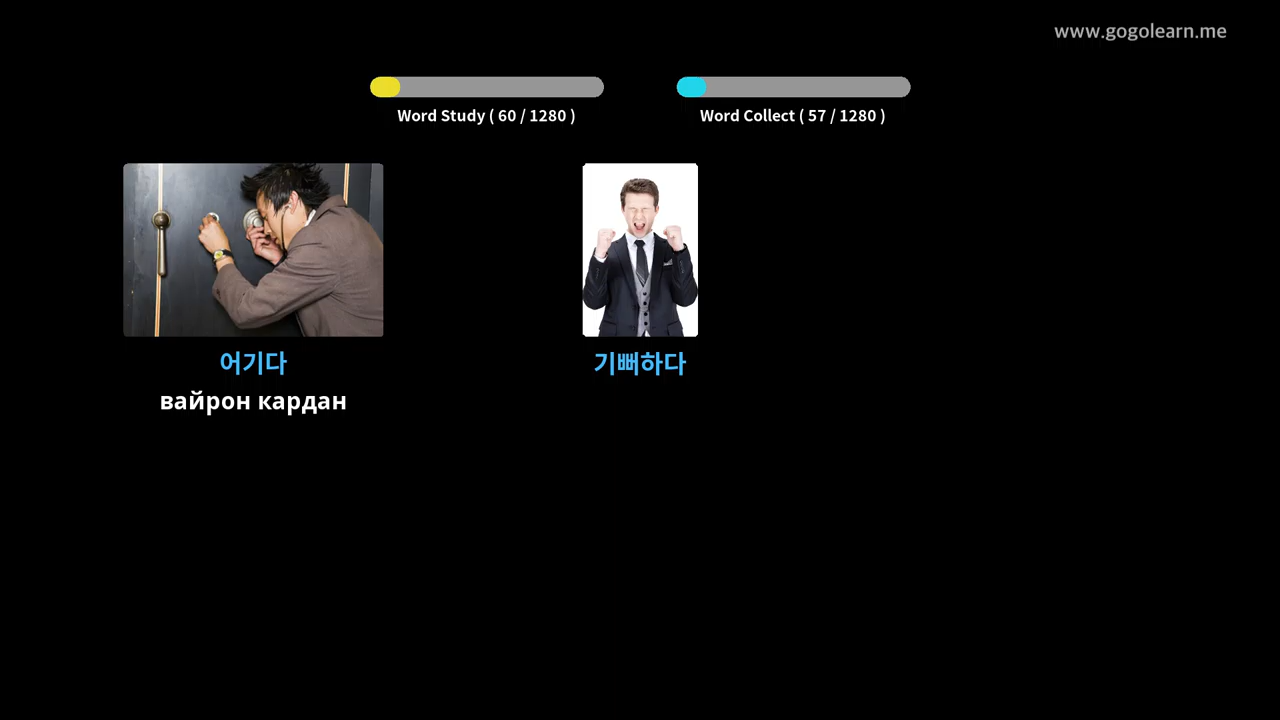 www.gogolearn.me
Word Study ( 60 / 1280 )
Word Collect ( 57 / 1280 )
어기다
기뻐하다
вайрон кардан